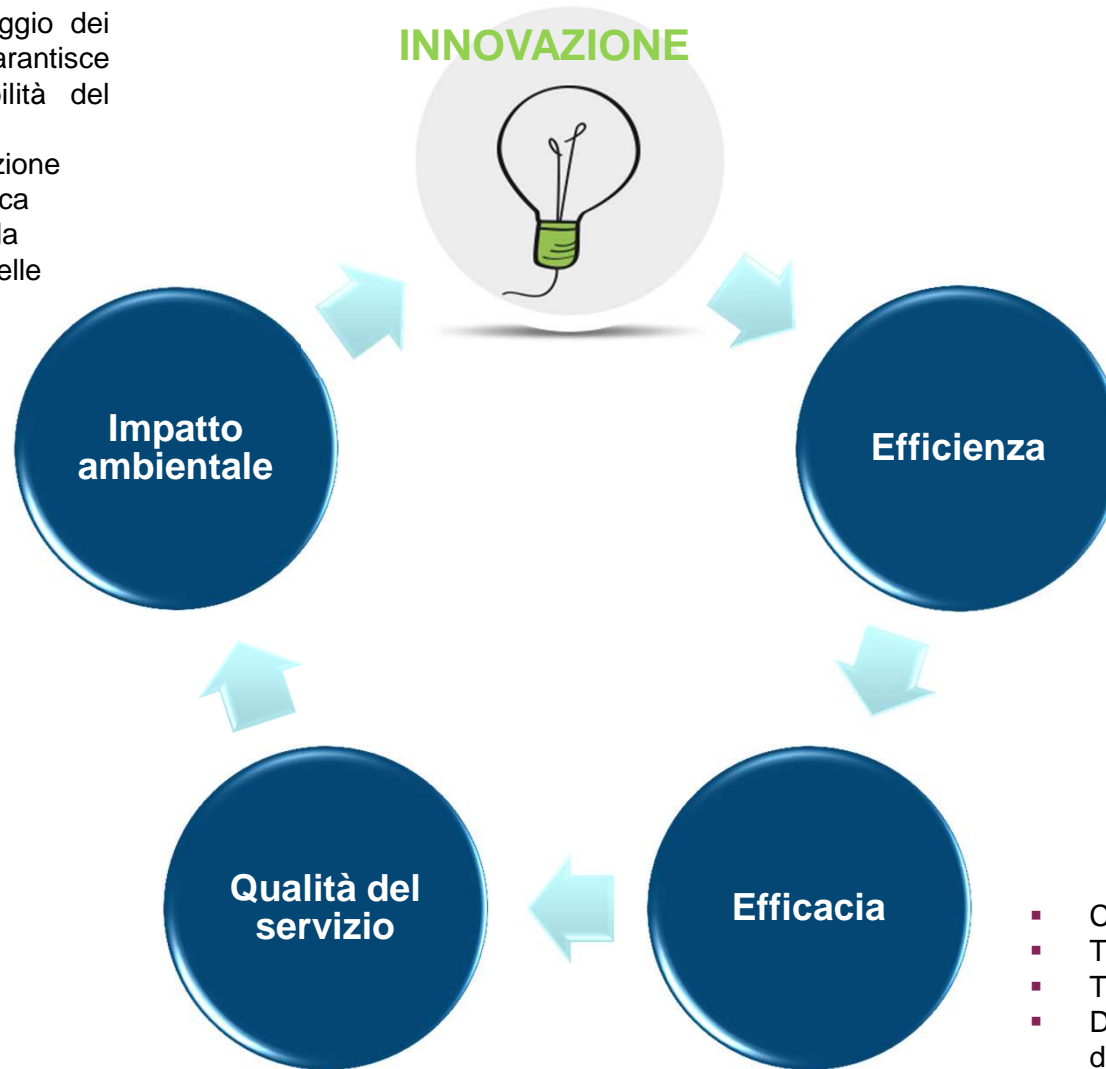 ggio dei
arantisce
bilità del
zione
ca
la
elle
INNOVAZIONE
Efficienza
Efficacia
Qualità del
servizio
Impatto
ambientale
C
T
T
D
d